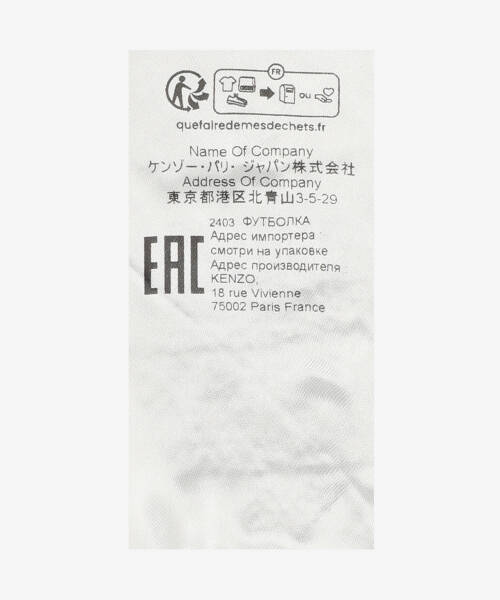 FR
OU
quefairedemesdechets.fr
Name Of Company
ケンゾー・パリ・ジャパン株式会社
Address Of Company
東京都港区北青山3-5-29
2403 ФУТБОЛКА
Адрес импортера
смотри на упаковке
Адрес производителя
KENZO,
18 rue Vivienne
75002 Paris France
EAC